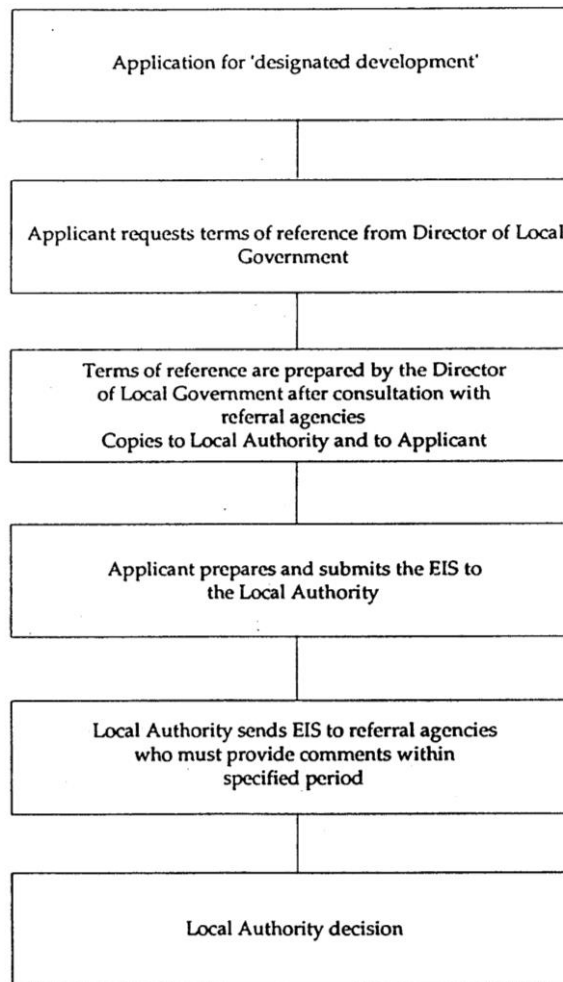 Application for 'designated development'
Applicant requests terms of reference from Director of Local
Government
Terms of reference are prepared by the Director
of Local Government after consultation with
referral agencies
Copies to Local Authority and to Applicant
Applicant prepares and submits the EIS to
the Local Authority
Local Authority sends EIS to referral agencies
who must provide comments within
specified period
Local Authority decision